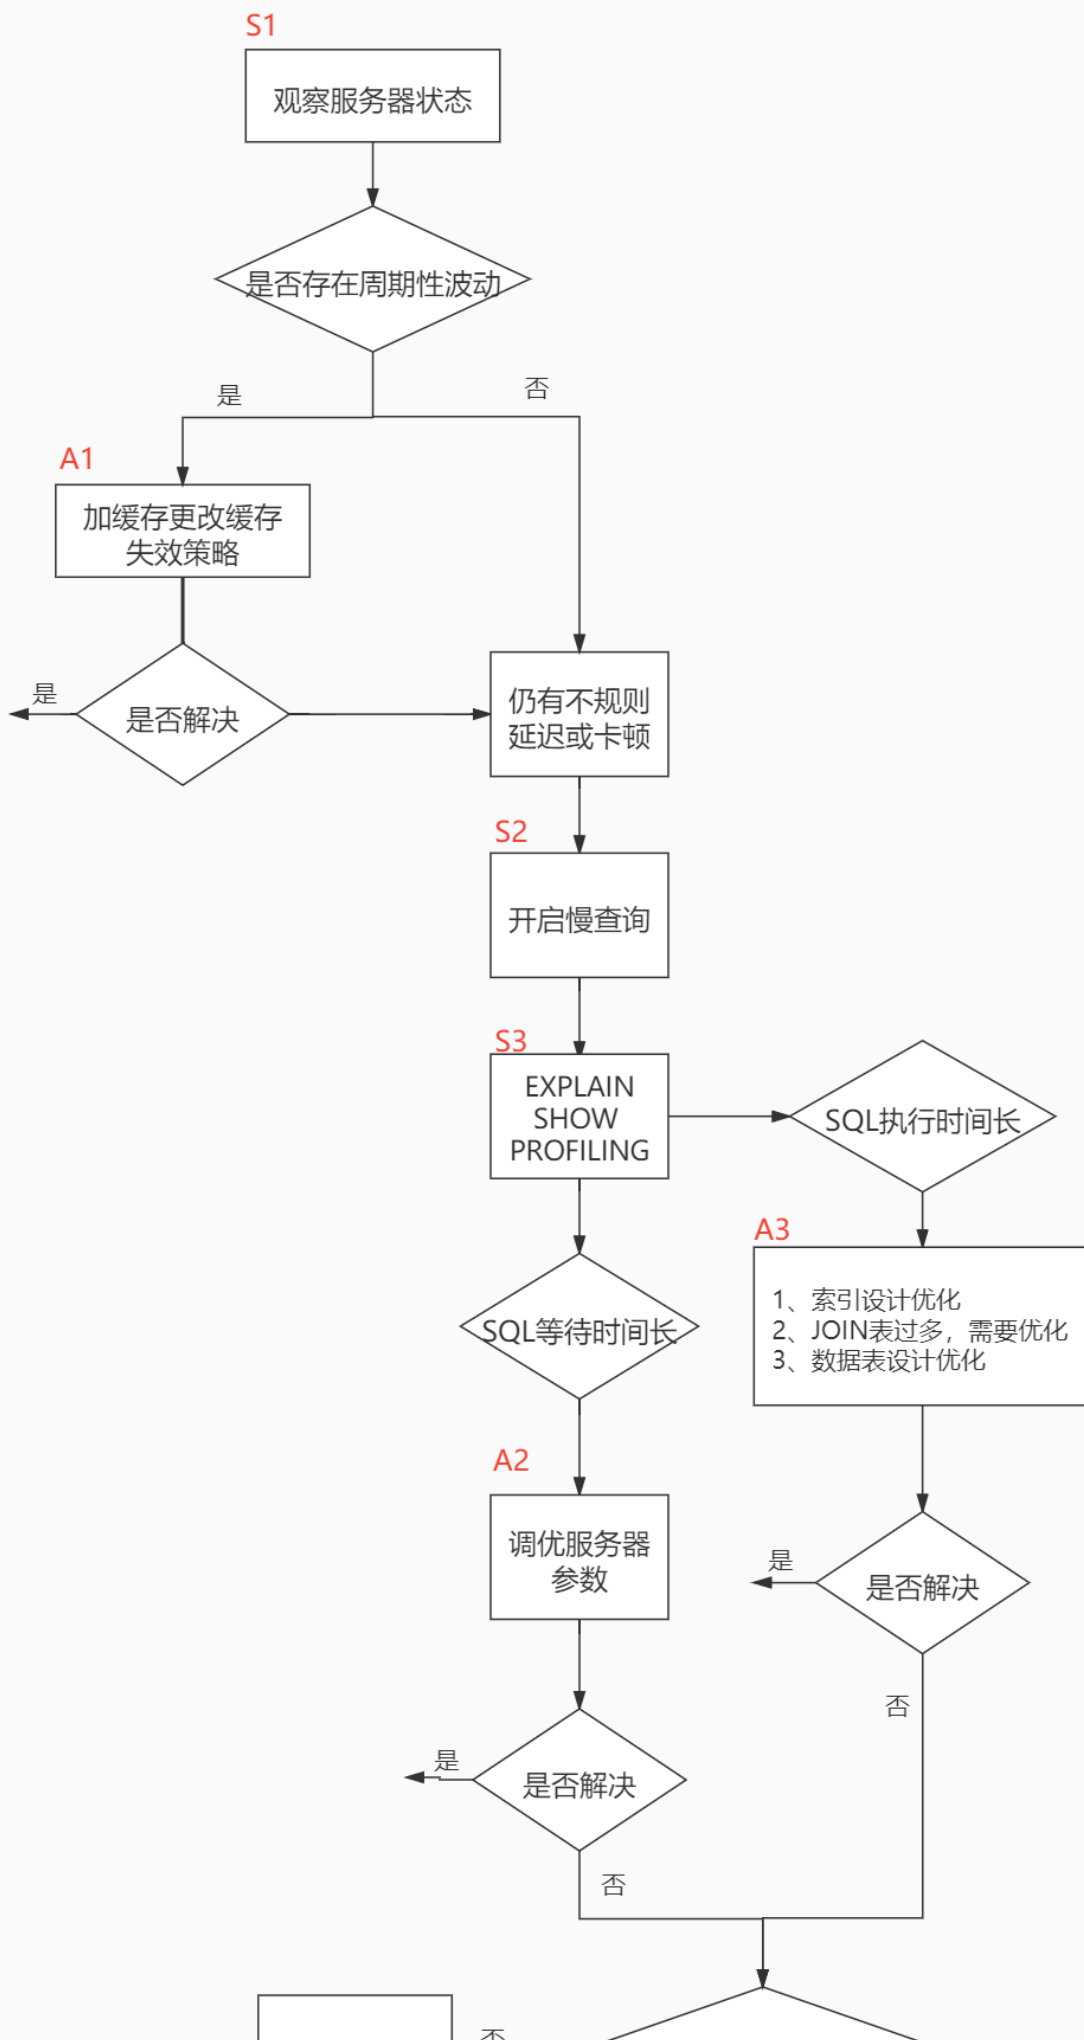 S1
观察服务器状态
是否存在周期性波动
是
否
A1
加缓存更改缓存
失效策略
是
是否解决
仍有不规则
延迟或卡顿
S2
开启慢查询
S3
EXPLAIN
SHOW
PROFILING
SQL执行时间长
A3
1、索引设计优化
2、JOIN表过多，需要优化
3、数据表设计优化
SQL等待时间长
A2
调优服务器
参数
是
是否解决
否
是
是否解决
否